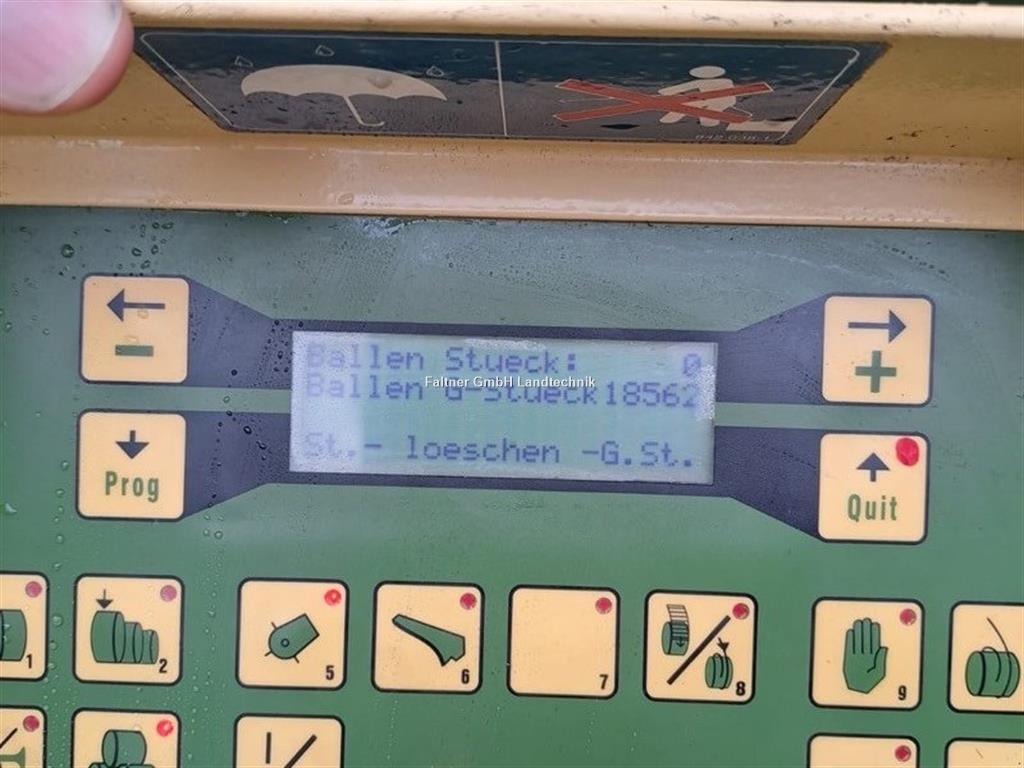 Ballen Stueck: 0
Faltner GmbH Landtechnik
Ballen G-Stueck18562
St.- loeschen -G.St.
Prog
Quit
1
2
5
6
7
8
9